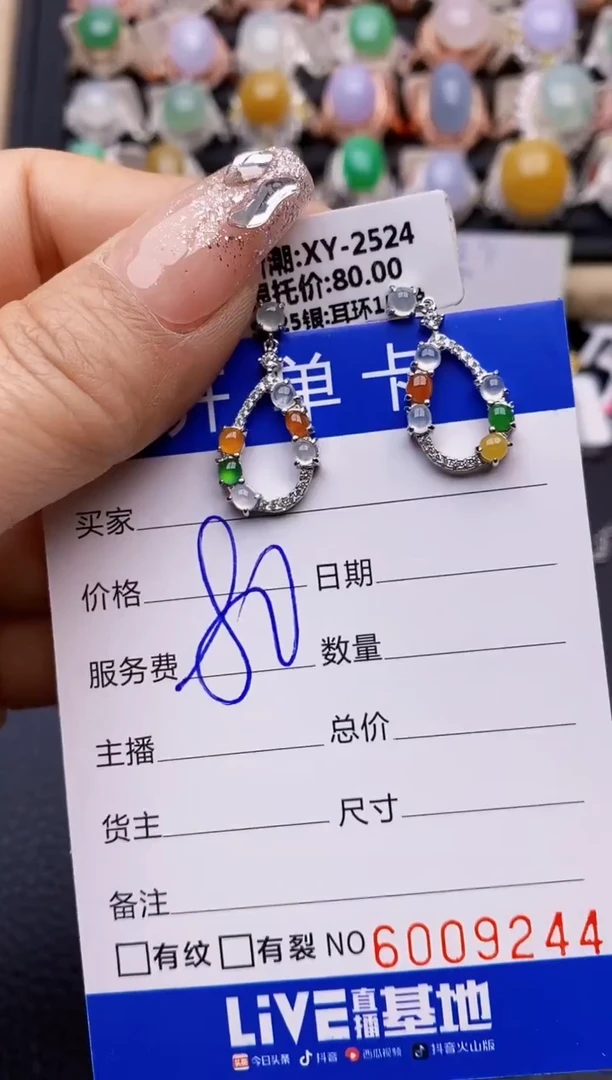 潮:XY-2524
托价:80.00
5银:耳环1
开单卡
买家
价格 80 日期
服务费 数量
主播 总价
货主 尺寸
备注
有纹 有裂 NO 6009244
LiVE直播基地
头条 今日头条 抖音 西瓜视频 抖音火山版